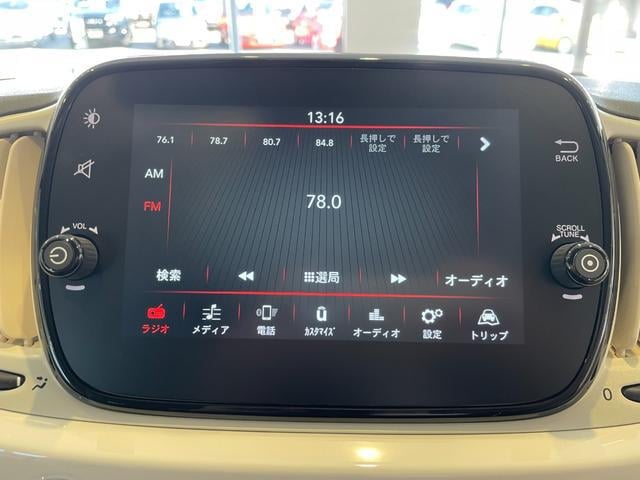 13:16
76.1 78.7 80.7 84.8 長押しで 長押しで
設定 設定
AM
FM
78.0
BACK
VOL
SCROLL
TUNE
検索 選局 オーディオ
ラジオ メディア 電話 カスタマイズ オーディオ 設定 トリップ
0